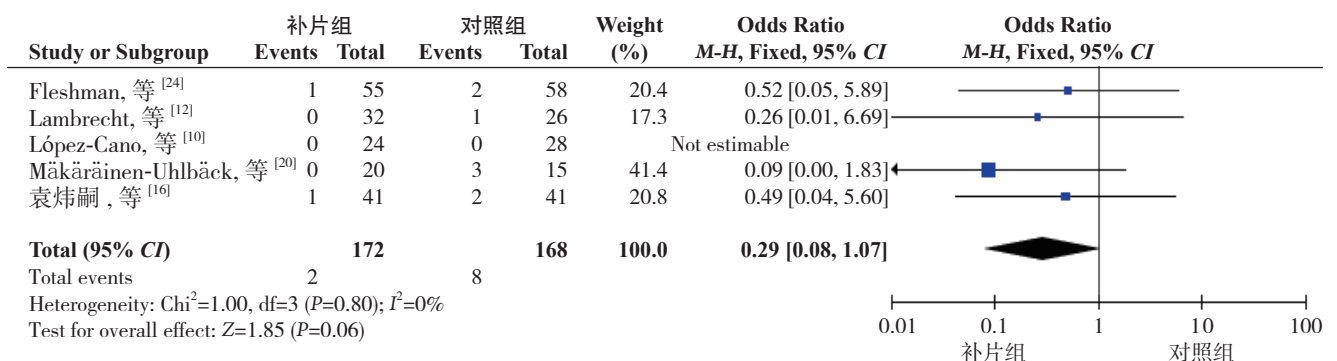 补片组 对照组 Weight Odds Ratio Odds Ratio
Study or Subgroup Events Total Events Total (%) M-H, Fixed, 95% CI M-H, Fixed, 95% CI
Fleshman, 等 [24] 1 55 2 58 20.4 0.52 [0.05, 5.89]
Lambrecht, 等 [12] 0 32 1 26 17.3 0.26 [0.01, 6.69]
López-Cano, 等 [10] 0 24 0 28 Not estimable
Mäkäräinen-Uhlbäck, 等 [20] 0 20 3 15 41.4 0.09 [0.00, 1.83]
袁炜嗣 , 等 [16] 1 41 2 41 20.8 0.49 [0.04, 5.60]
Total (95% CI) 172 168 100.0 0.29 [0.08, 1.07]
Total events 2 8
Heterogeneity: Chi²=1.00, df=3 (P=0.80); I²=0%
Test for overall effect: Z=1.85 (P=0.06)
0.01 0.1 1 10 100
补片组 对照组